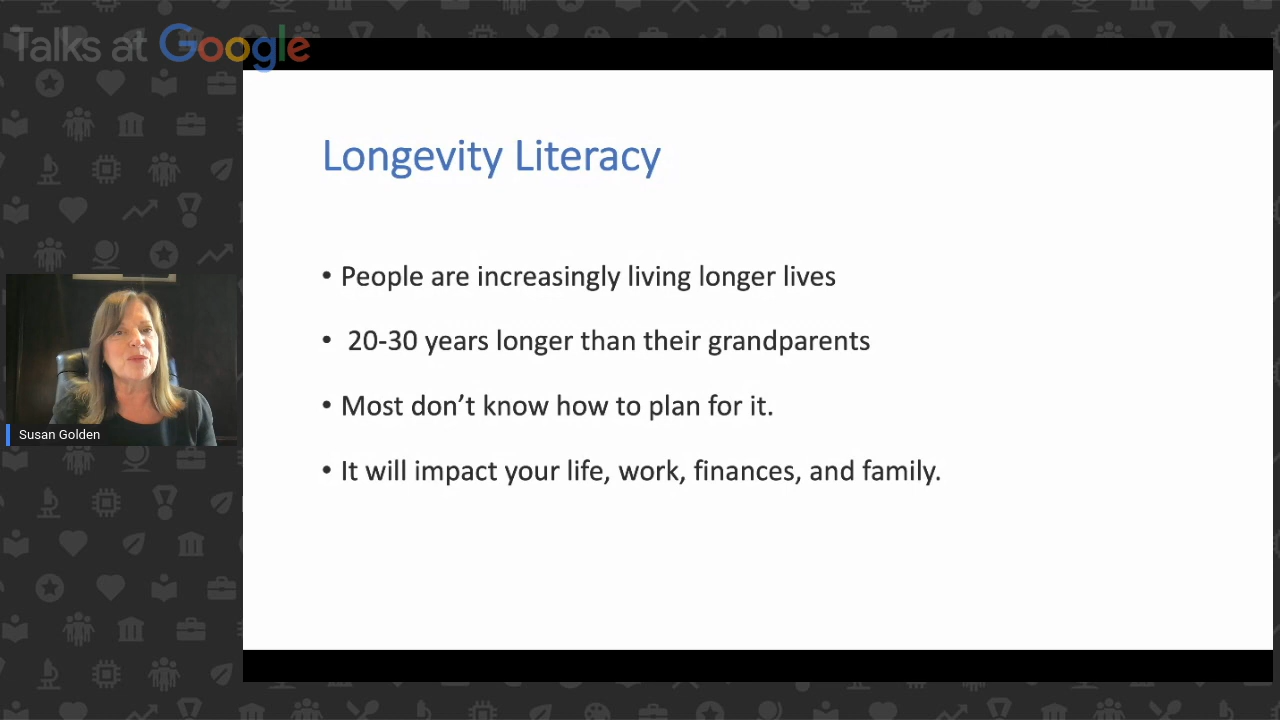 Talks at Google
Longevity Literacy
• People are increasingly living longer lives
• 20-30 years longer than their grandparents
• Most don’t know how to plan for it.
• It will impact your life, work, finances, and family.
Susan Golden